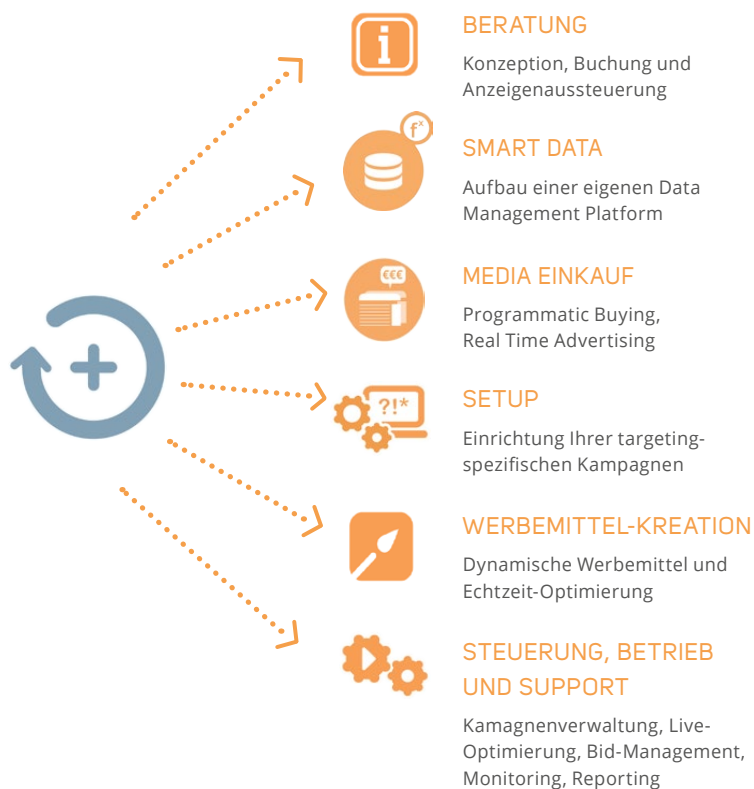 BERATUNG
Konzeption, Buchung und
Anzeigenaussteuerung
fx
SMART DATA
Aufbau einer eigenen Data
Management Platform
€€€
MEDIA EINKAUF
Programmatic Buying,
Real Time Advertising
?!*
SETUP
Einrichtung Ihrer targeting-
spezifischen Kampagnen
WERBEMITTEL-KREATION
Dynamische Werbemittel und
Echtzeit-Optimierung
STEUERUNG, BETRIEB
UND SUPPORT
Kamagnenverwaltung, Live-
Optimierung, Bid-Management,
Monitoring, Reporting